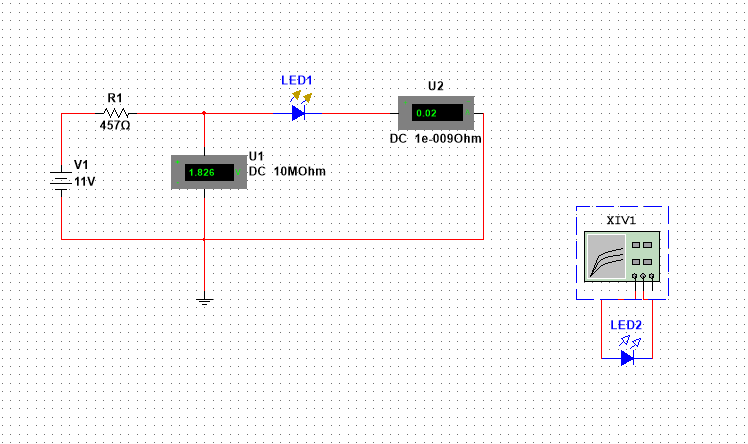 LED1
U2
R1
0.02
457Ω
DC 1e-009Ohm
U1
V1
1.826
DC 10MOhm
11V
XIV1
LED2